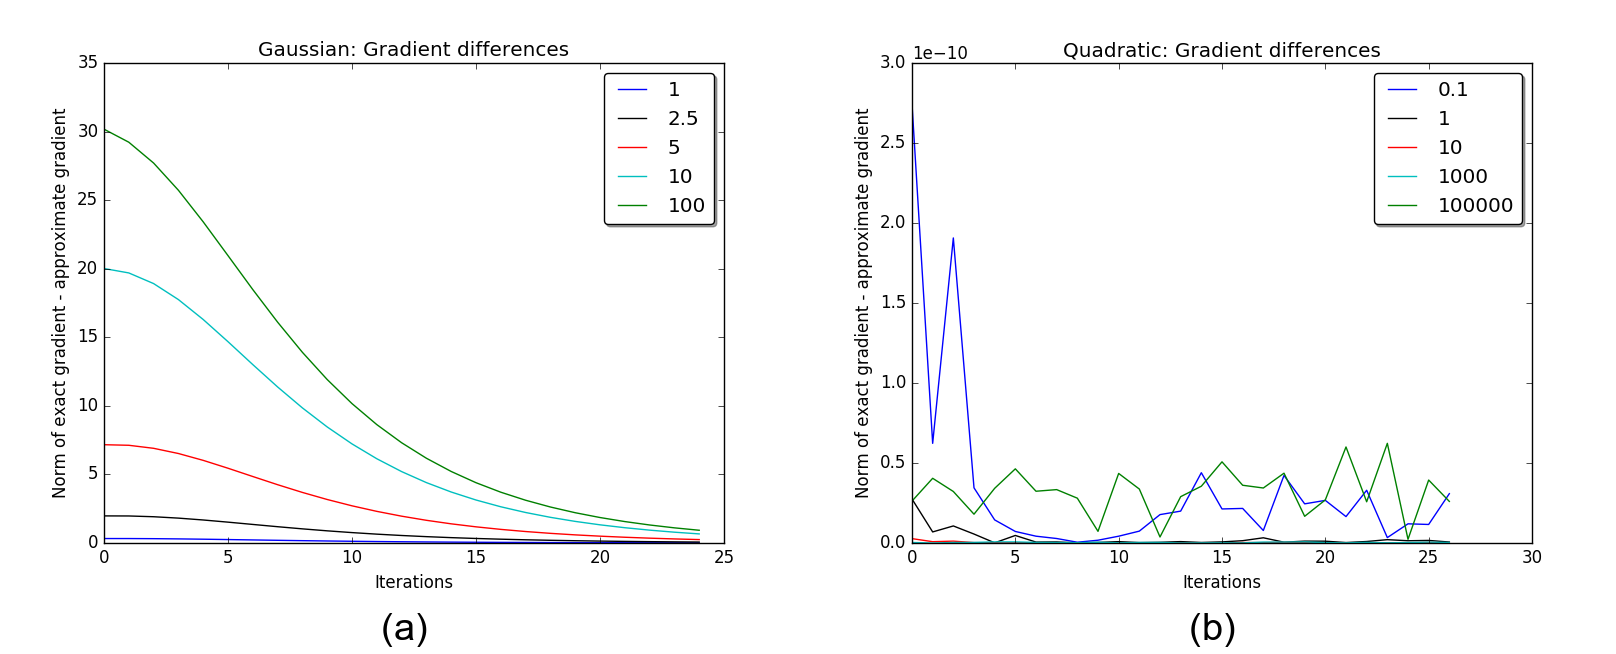 Gaussian: Gradient differences
35
30
25
20
15
10
5
0
0 5 10 15 20 25
Norm of exact gradient - approximate gradient
Iterations
1
2.5
5
10
100
(a)
Quadratic: Gradient differences
1e−10
3.0
2.5
2.0
1.5
1.0
0.5
0.0
0 5 10 15 20 25 30
Norm of exact gradient - approximate gradient
Iterations
0.1
1
10
1000
100000
(b)